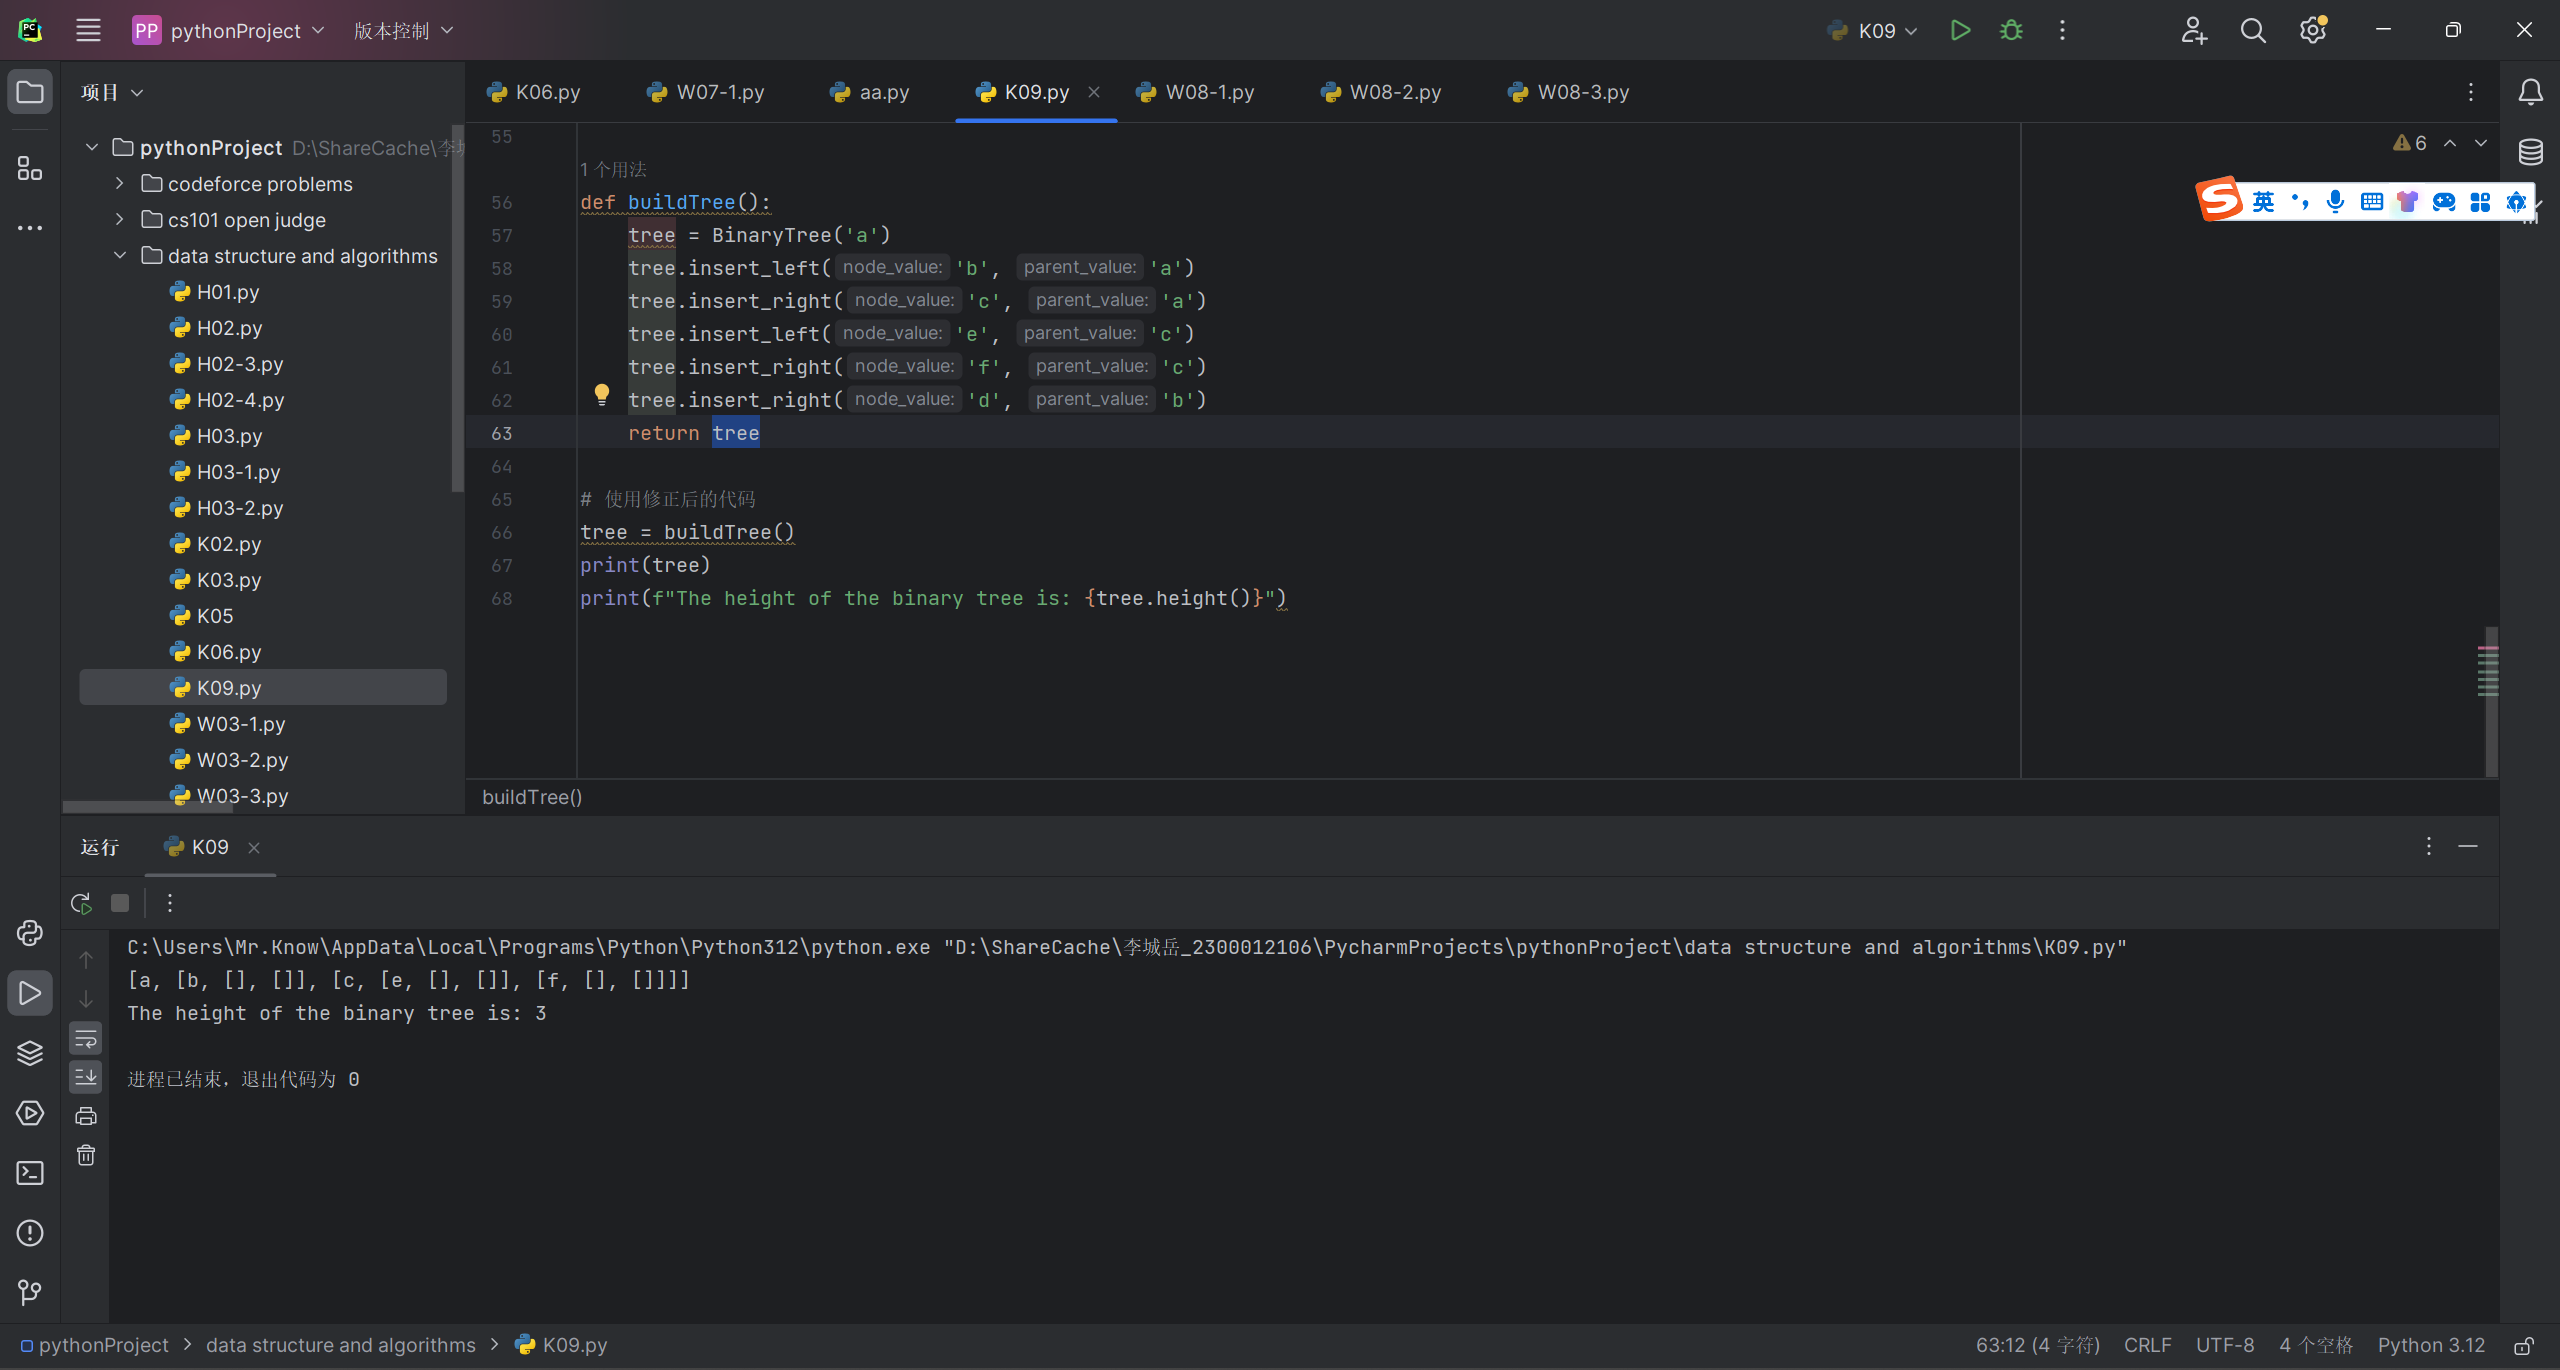 PC
PP pythonProject 版本控制 K09
项目
K06.py W07-1.py aa.py K09.py W08-1.py W08-2.py W08-3.py
pythonProject D:\ShareCache\李城
codeforce problems
cs101 open judge
data structure and algorithms
H01.py
H02.py
H02-3.py
H02-4.py
H03.py
H03-1.py
H03-2.py
K02.py
K03.py
K05
K06.py
K09.py
W03-1.py
W03-2.py
W03-3.py
6
英
55
1 个用法
56 def buildTree():
57 tree = BinaryTree('a')
58 tree.insert_left( node_value: 'b', parent_value: 'a')
59 tree.insert_right( node_value: 'c', parent_value: 'a')
60 tree.insert_left( node_value: 'e', parent_value: 'c')
61 tree.insert_right( node_value: 'f', parent_value: 'c')
62 tree.insert_right( node_value: 'd', parent_value: 'b')
63 return tree
64
65 # 使用修正后的代码
66 tree = buildTree()
67 print(tree)
68 print(f"The height of the binary tree is: {tree.height()}")
buildTree()
运行 K09
C:\Users\Mr.Know\AppData\Local\Programs\Python\Python312\python.exe "D:\ShareCache\李城岳_2300012106\PycharmProjects\pythonProject\data structure and algorithms\K09.py"
[a, [b, [], []], [c, [e, [], []], [f, [], []]]]
The height of the binary tree is: 3
进程已结束，退出代码为 0
pythonProject > data structure and algorithms > K09.py 63:12 (4 字符) CRLF UTF-8 4 个空格 Python 3.12